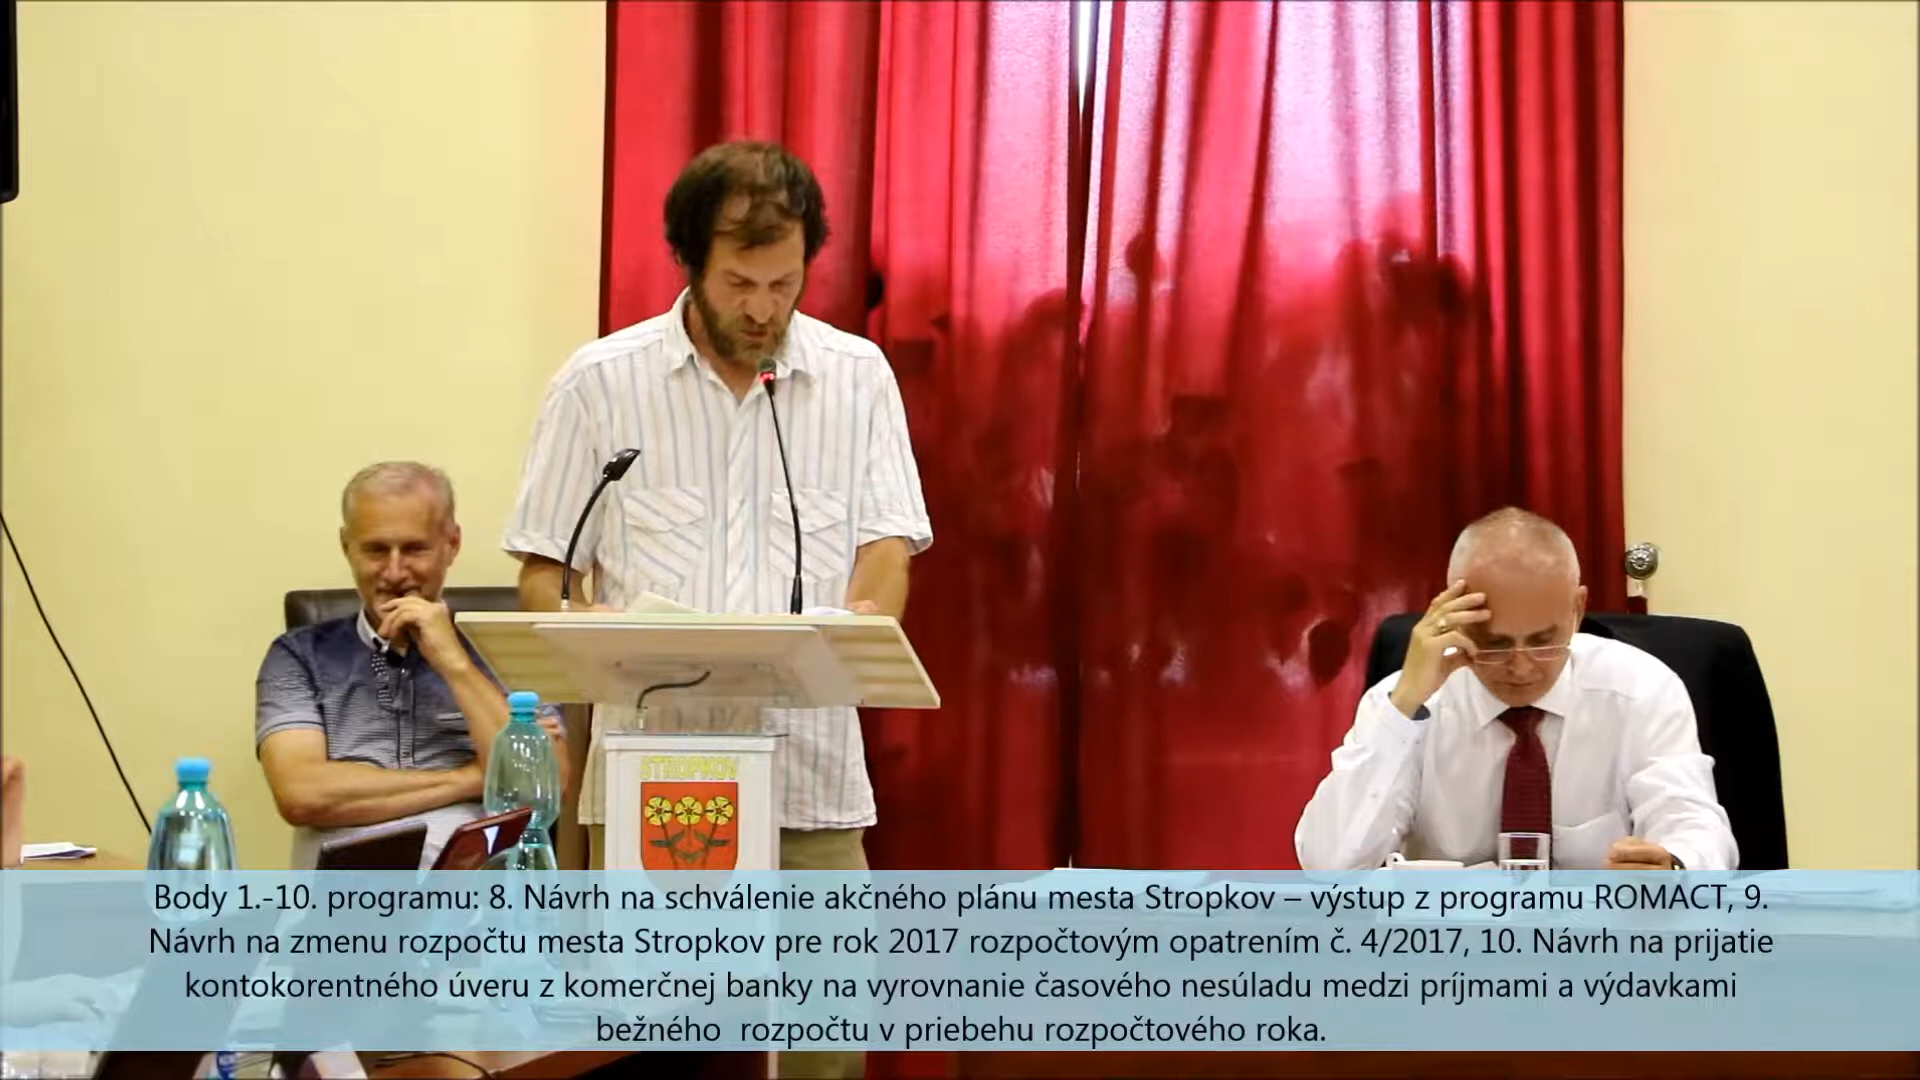 STROPKOV
Body 1.-10. programu: 8. Návrh na schválenie akčného plánu mesta Stropkov – výstup z programu ROMACT, 9.
Návrh na zmenu rozpočtu mesta Stropkov pre rok 2017 rozpočtovým opatrením č. 4/2017, 10. Návrh na prijatie
kontokorentného úveru z komerčnej banky na vyrovnanie časového nesúladu medzi príjmami a výdavkami
bežného  rozpočtu v priebehu rozpočtového roka.